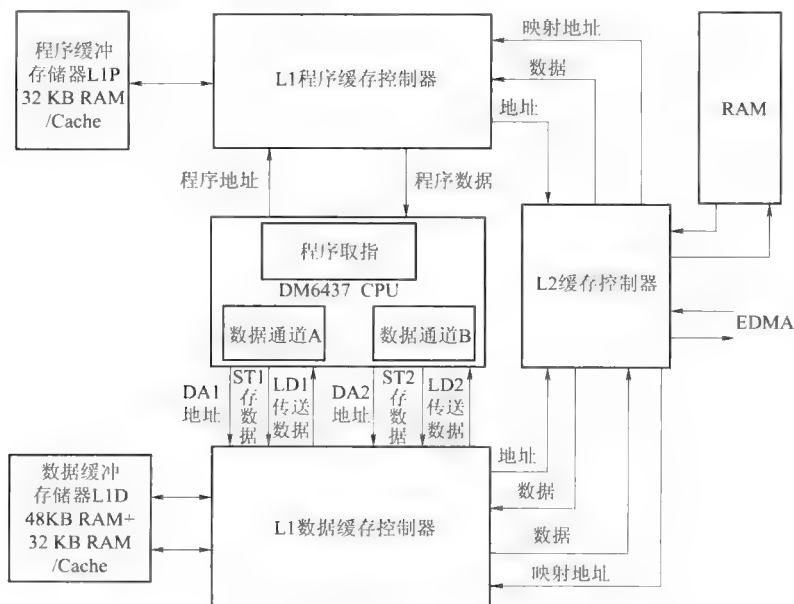 程序缓冲
存储器L1P
32 KB RAM
/Cache
L1程序缓存控制器
映射地址
数据
地址
RAM
程序地址
程序数据
程序取指
DM6437 CPU
数据通道A
数据通道B
L2缓存控制器
EDMA
DA1
地址
ST1
存
数
据
LD1
传送
数据
DA2
地址
ST2
存
数
据
LD2
传送
数据
数据缓冲
存储器L1D
48KB RAM+
32 KB RAM
/Cache
L1数据缓存控制器
地址
数据
数据
映射地址